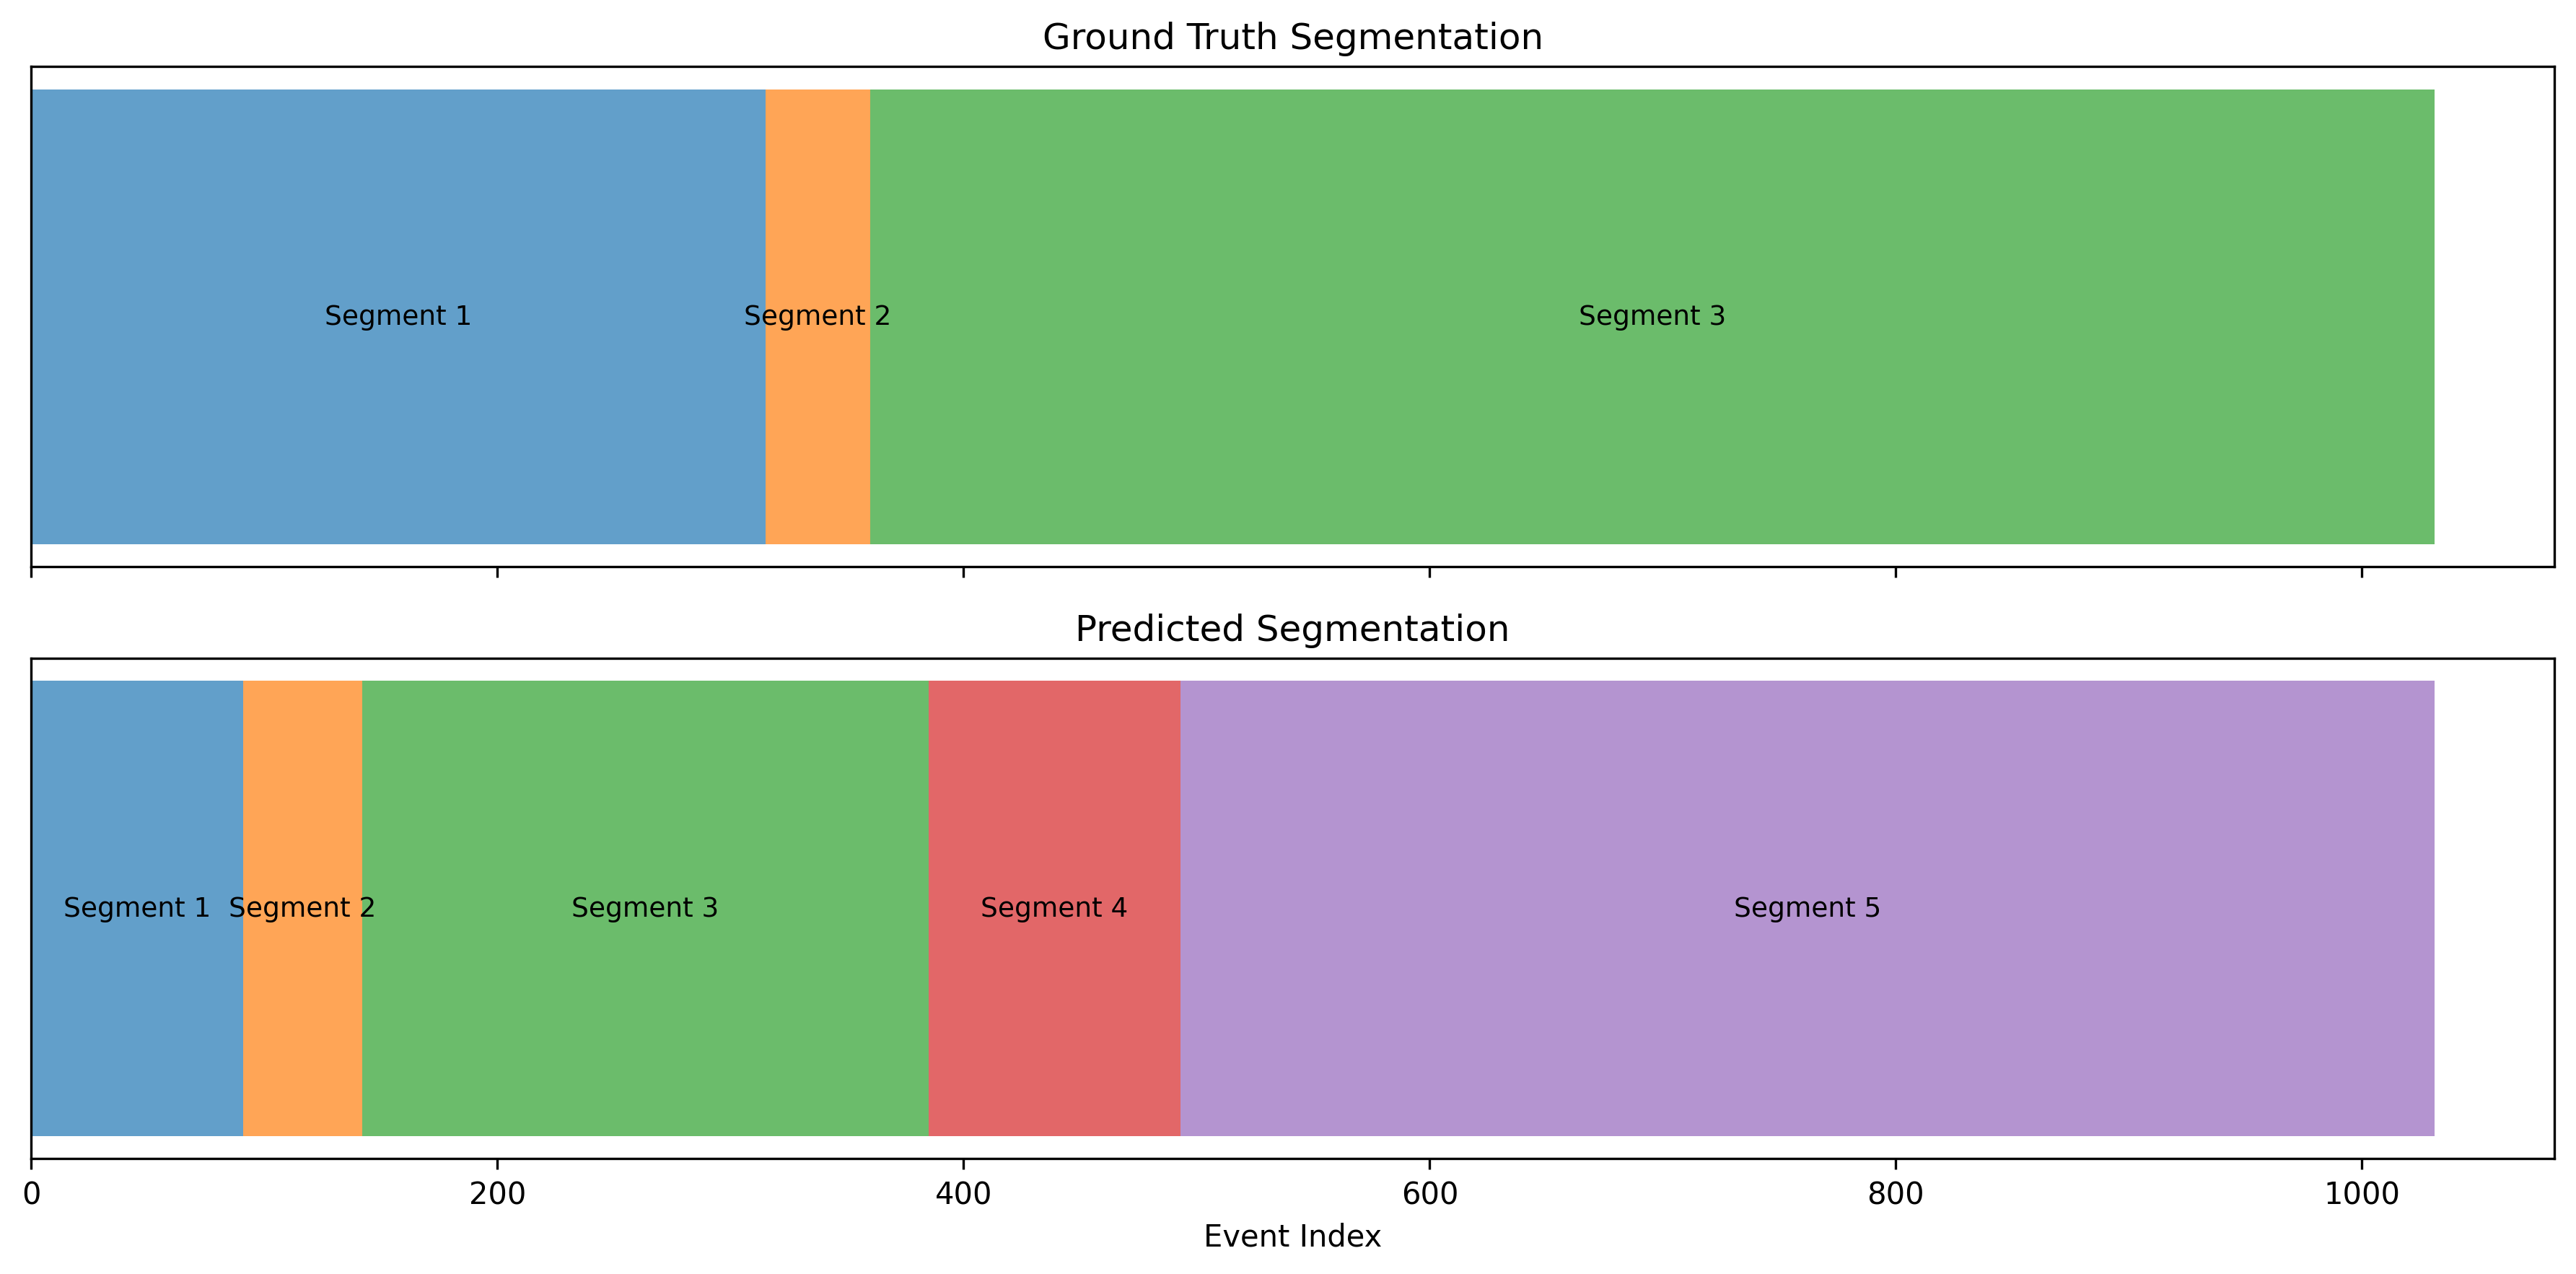 Ground Truth Segmentation
Segment 1 Segment 2 Segment 3
Predicted Segmentation
Segment 1 Segment 2 Segment 3 Segment 4 Segment 5
0 200 400 600 800 1000
Event Index